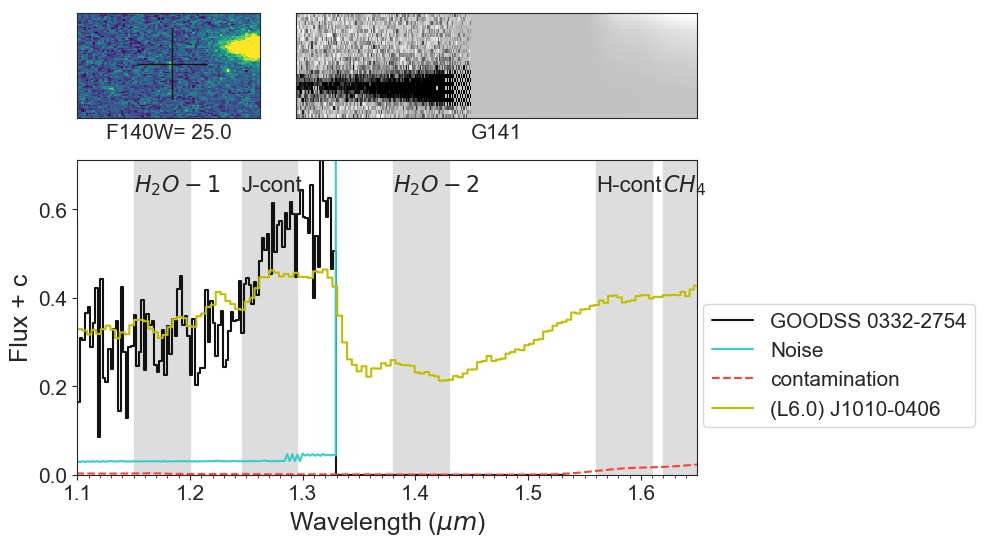 F140W= 25.0
G141
H₂O − 1
J-cont
H₂O − 2
H-cont
CH₄
Flux + c
0.6
0.4
0.2
0.0
1.1
1.2
1.3
1.4
1.5
1.6
Wavelength (μm)
GOODSS 0332-2754
Noise
contamination
(L6.0) J1010-0406